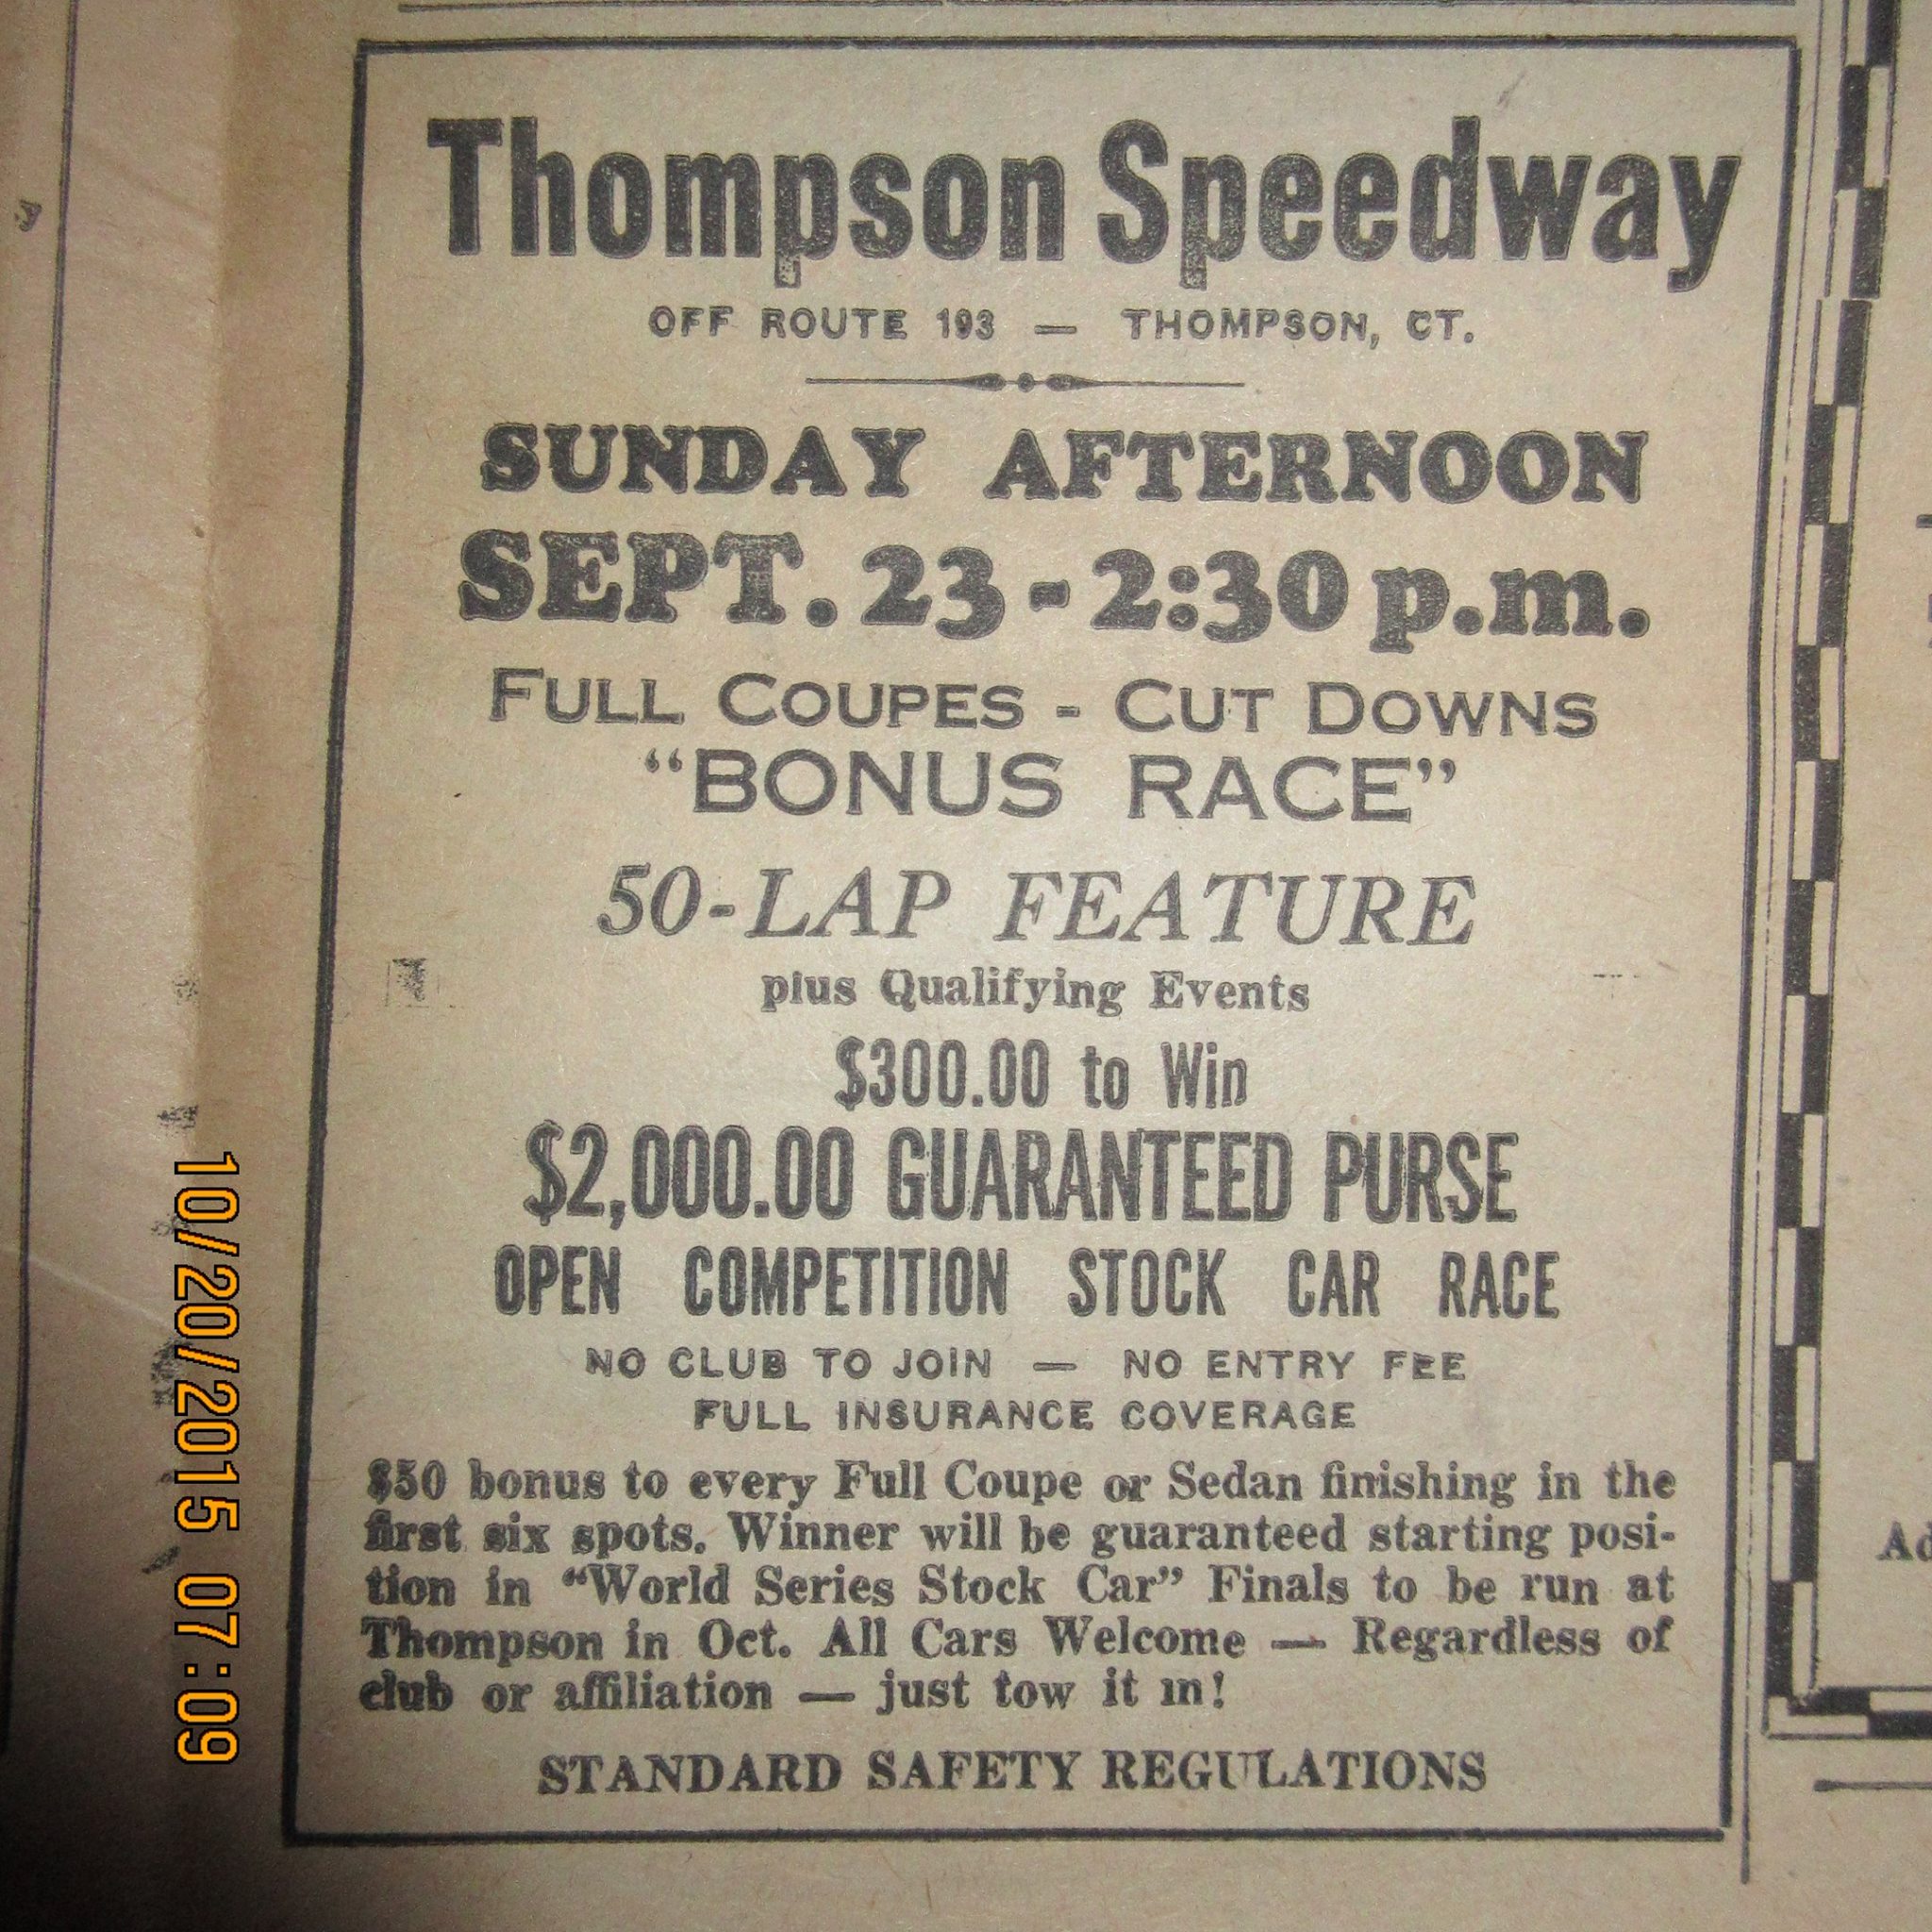 Thompson Speedway
OFF ROUTE 193 — THOMPSON, CT.
SUNDAY AFTERNOON
SEPT. 23 - 2:30 p.m.
FULL COUPES - CUT DOWNS
"BONUS RACE"
50-LAP FEATURE
plus Qualifying Events
$300.00 to Win
$2,000.00 GUARANTEED PURSE
OPEN COMPETITION STOCK CAR RACE
NO CLUB TO JOIN — NO ENTRY FEE
FULL INSURANCE COVERAGE
$50 bonus to every Full Coupe or Sedan finishing in the
first six spots. Winner will be guaranteed starting posi-
tion in "World Series Stock Car" Finals to be run at
Thompson in Oct. All Cars Welcome — Regardless of
club or affiliation — just tow it in!
STANDARD SAFETY REGULATIONS
10/20/2015 07:09